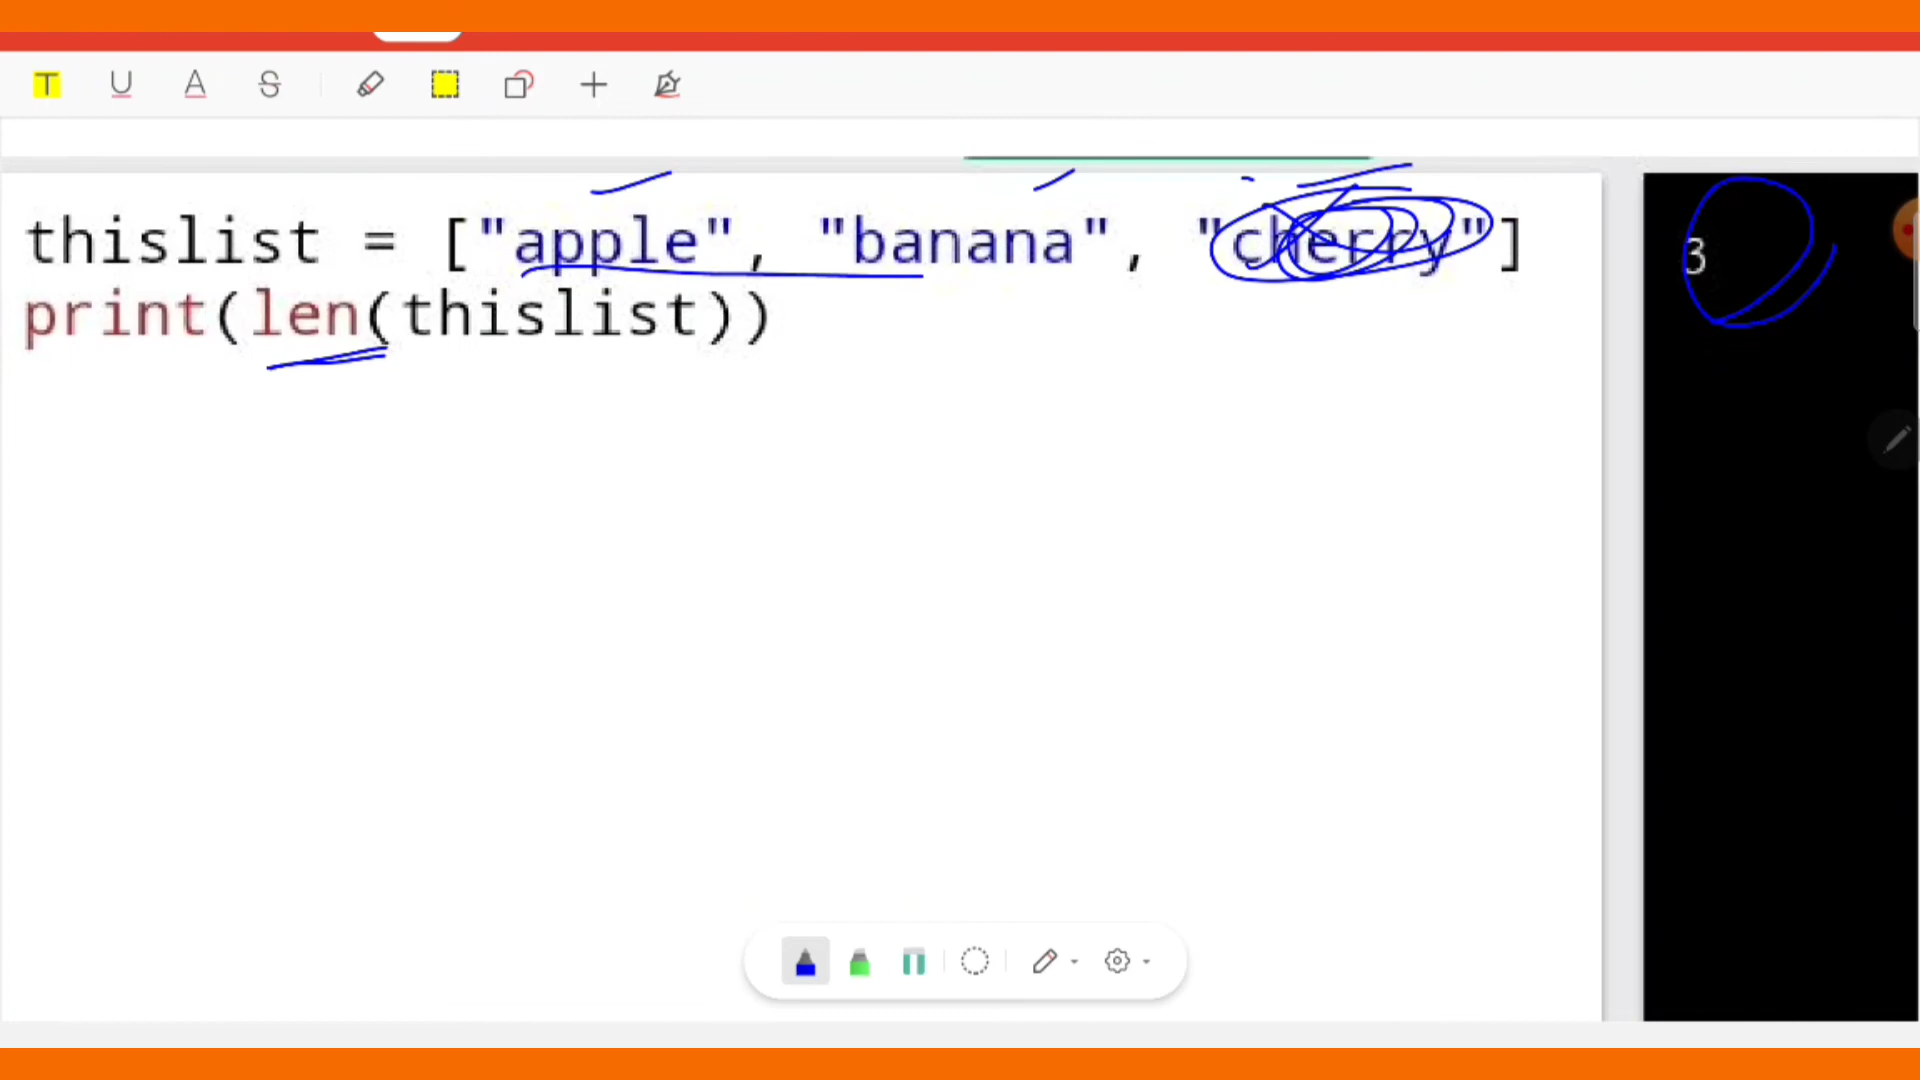 thislist = ["apple", "banana", "cherry"]
print(len(thislist))
3